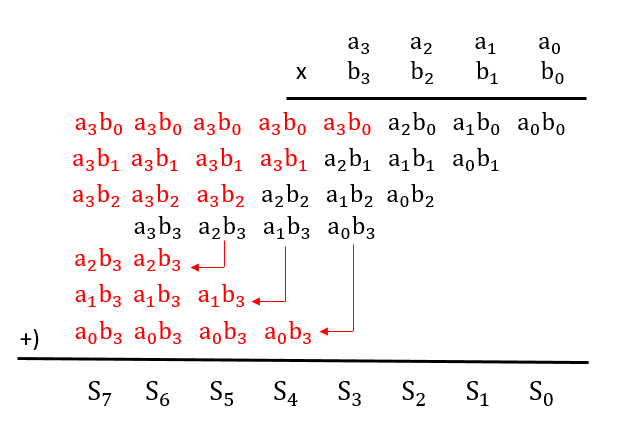 a₃ a₂ a₁ a₀
x b₃ b₂ b₁ b₀
a₃b₀ a₃b₀ a₃b₀ a₃b₀ a₃b₀ a₂b₀ a₁b₀ a₀b₀
a₃b₁ a₃b₁ a₃b₁ a₃b₁ a₂b₁ a₁b₁ a₀b₁
a₃b₂ a₃b₂ a₃b₂ a₂b₂ a₁b₂ a₀b₂
a₃b₃ a₂b₃ a₁b₃ a₀b₃
a₂b₃ a₂b₃
a₁b₃ a₁b₃ a₁b₃
+) a₀b₃ a₀b₃ a₀b₃ a₀b₃
S₇ S₆ S₅ S₄ S₃ S₂ S₁ S₀